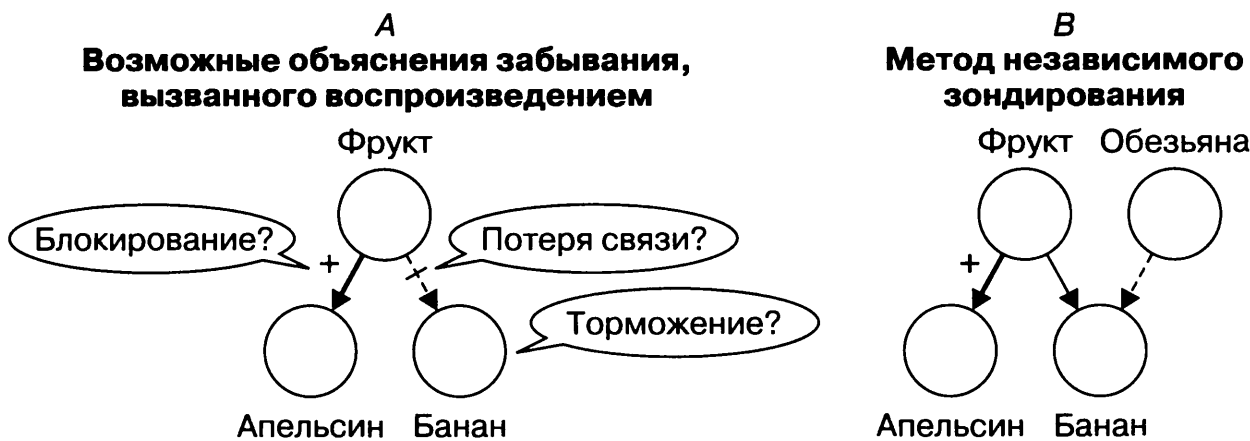 A
Возможные объяснения забывания,
вызванного воспроизведением
Фрукт
Блокирование?
+
Потеря связи?
Торможение?
Апельсин Банан
B
Метод независимого
зондирования
Фрукт Обезьяна
+
Апельсин Банан